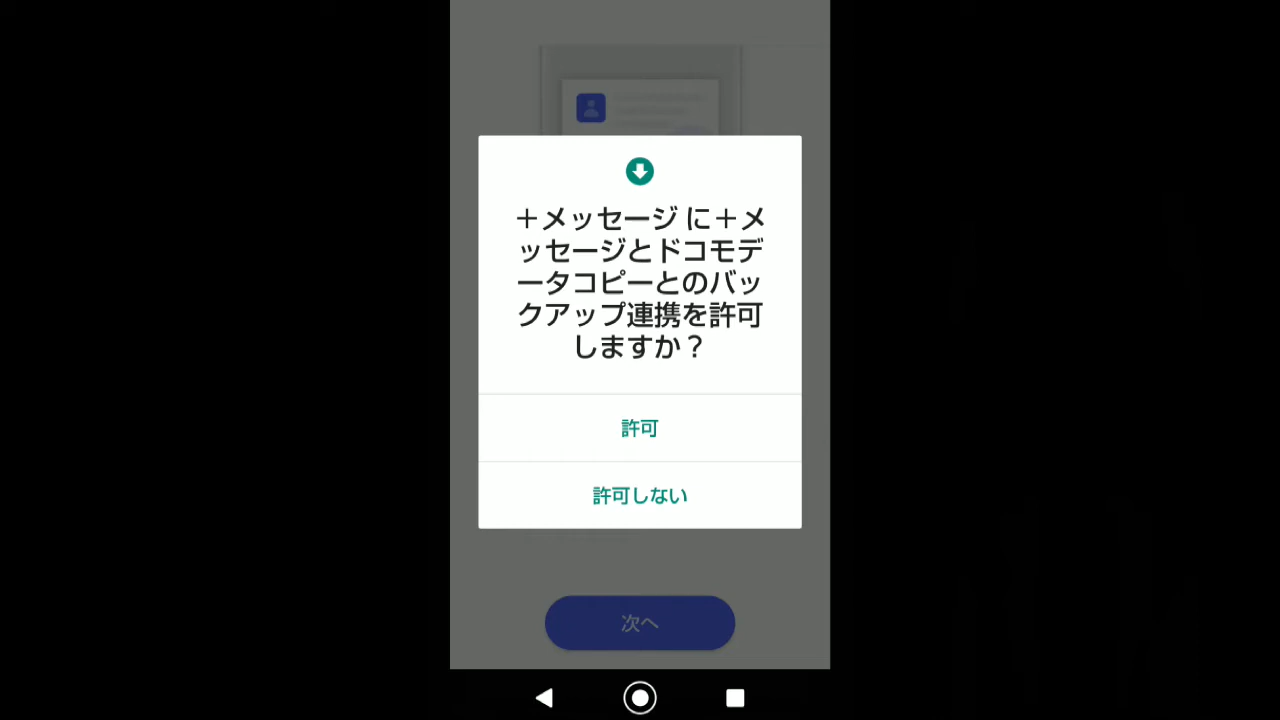 ＋メッセージ に＋メ
ッセージとドコモデ
ータコピーとのバッ
クアップ連携を許可
しますか？
許可
許可しない
次へ